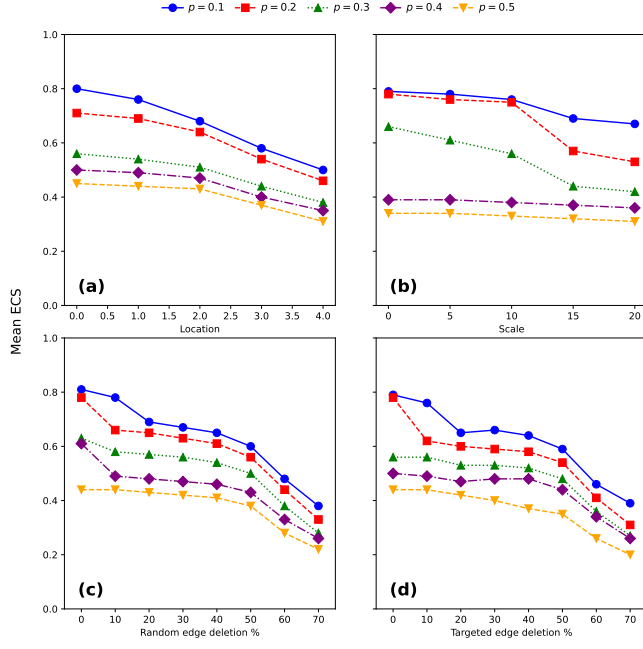 p = 0.1 p = 0.2 p = 0.3 p = 0.4 p = 0.5
Mean ECS
1.0
0.8
0.6
0.4
0.2
0.0
(a)
0.0 0.5 1.0 1.5 2.0 2.5 3.0 3.5 4.0
Location
(b)
0 5 10 15 20
Scale
1.0
0.8
0.6
0.4
0.2
0.0
(c)
0 10 20 30 40 50 60 70
Random edge deletion %
(d)
0 10 20 30 40 50 60 70
Targeted edge deletion %